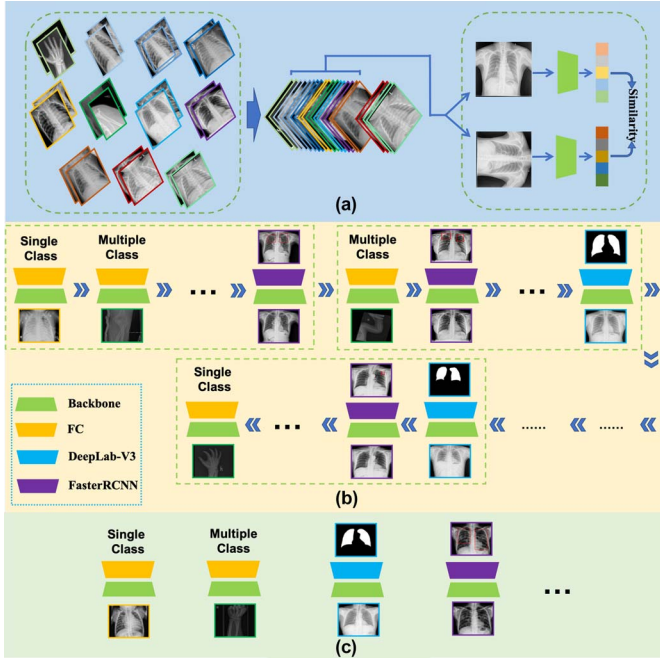 Similarity
(a)
Single
Class
Multiple
Class
...
Multiple
Class
...
Single
Class
...
......
......
Backbone
FC
DeepLab-V3
FasterRCNN
(b)
Single
Class
Multiple
Class
...
(c)